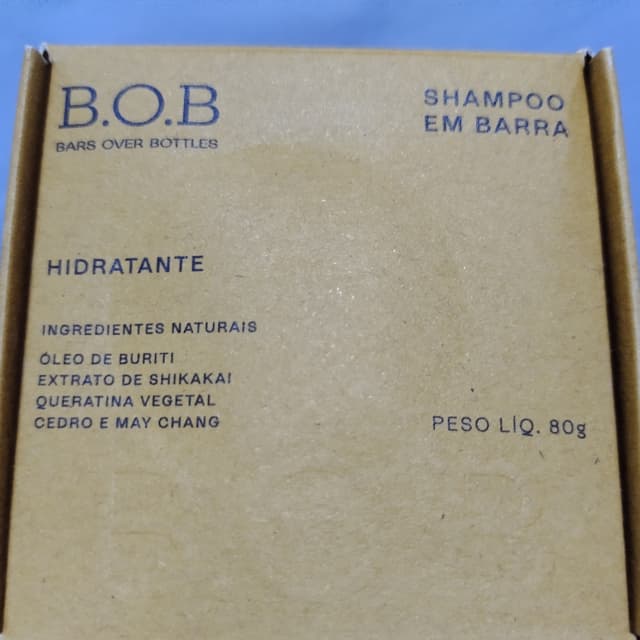 B.O.B
BARS OVER BOTTLES
SHAMPOO
EM BARRA
HIDRATANTE
INGREDIENTES NATURAIS
ÓLEO DE BURITI
EXTRATO DE SHIKAKAI
QUERATINA VEGETAL
CEDRO E MAY CHANG
PESO LÍQ. 80g